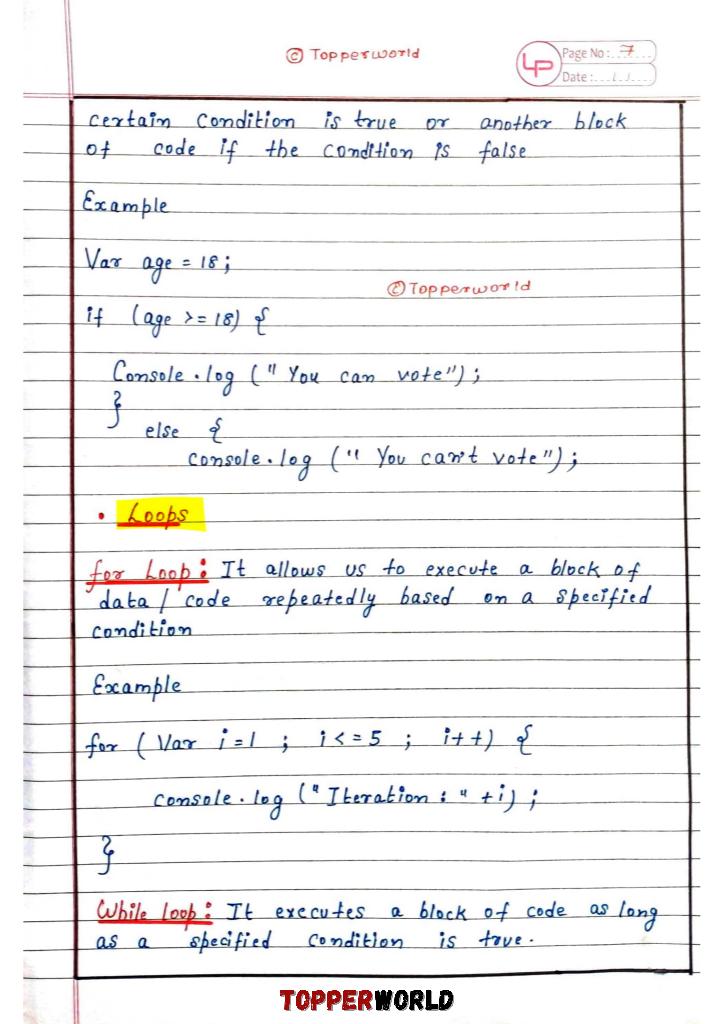 © Topperworld
LP
Page No:...7...
Date:.../.../...
certain Condition is true or another block
of code if the condition is false
Example
Var age = 18;
© Topperworld
if (age >= 18) {
Console.log (" You can vote");
}
else {
console.log (" You can't vote");
• Loops
for Loop: It allows us to execute a block of
data / code repeatedly based on a specified
condition
Example
for ( Var i=1 ; i<=5 ; i++) {
console.log ("Iteration : " +i) ;
}
While loop: It executes a block of code as long
as a specified condition is true.
TOPPERWORLD